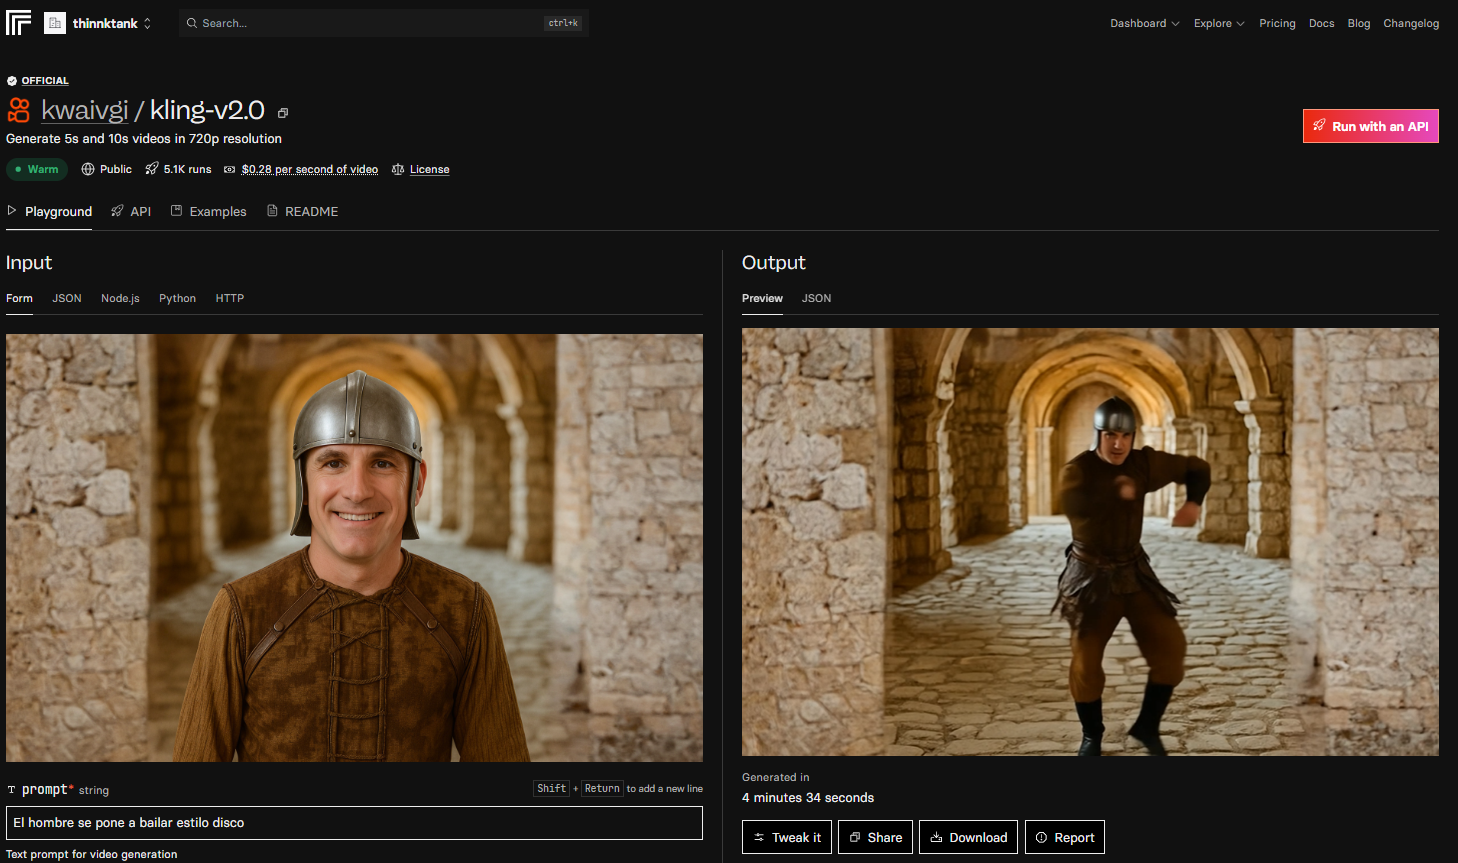 thinnktank
Search...
ctrl+k
Dashboard
Explore
Pricing
Docs
Blog
Changelog
OFFICIAL
kwaivgi / kling-v2.0
Generate 5s and 10s videos in 720p resolution
Run with an API
Warm
Public
5.1K runs
$0.28 per second of video
License
Playground
API
Examples
README
Input
Form
JSON
Node.js
Python
HTTP
T prompt* string
Shift + Return to add a new line
El hombre se pone a bailar estilo disco
Text prompt for video generation
Output
Preview
JSON
Generated in
4 minutes 34 seconds
Tweak it
Share
Download
Report